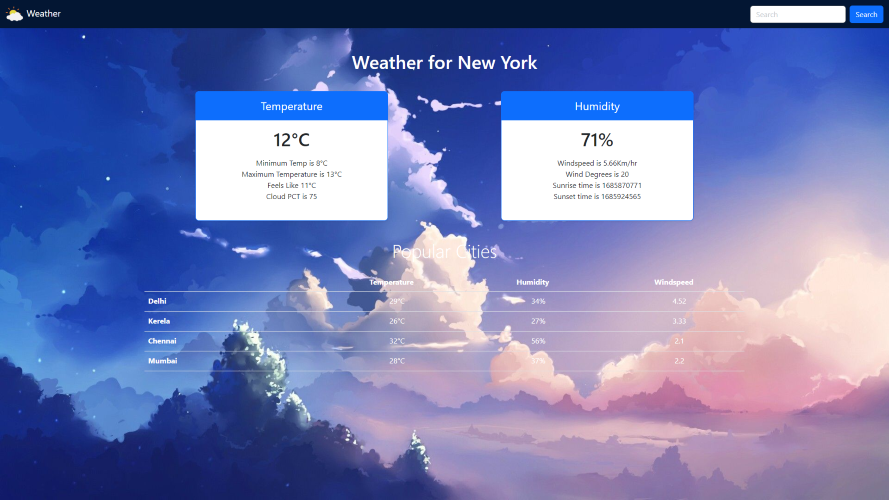 Weather
Search
Search
Weather for New York
Temperature
12°C
Minimum Temp is 8°C
Maximum Temperature is 13°C
Feels Like 11°C
Cloud PCT is 75
Humidity
71%
Windspeed is 5.66Km/hr
Wind Degrees is 20
Sunrise time is 1685870771
Sunset time is 1685924565
Popular Cities
Temperature Humidity Windspeed
Delhi 29°C 34% 4.52
Kerela 26°C 27% 3.33
Chennai 32°C 56% 2.1
Mumbai 28°C 2.2